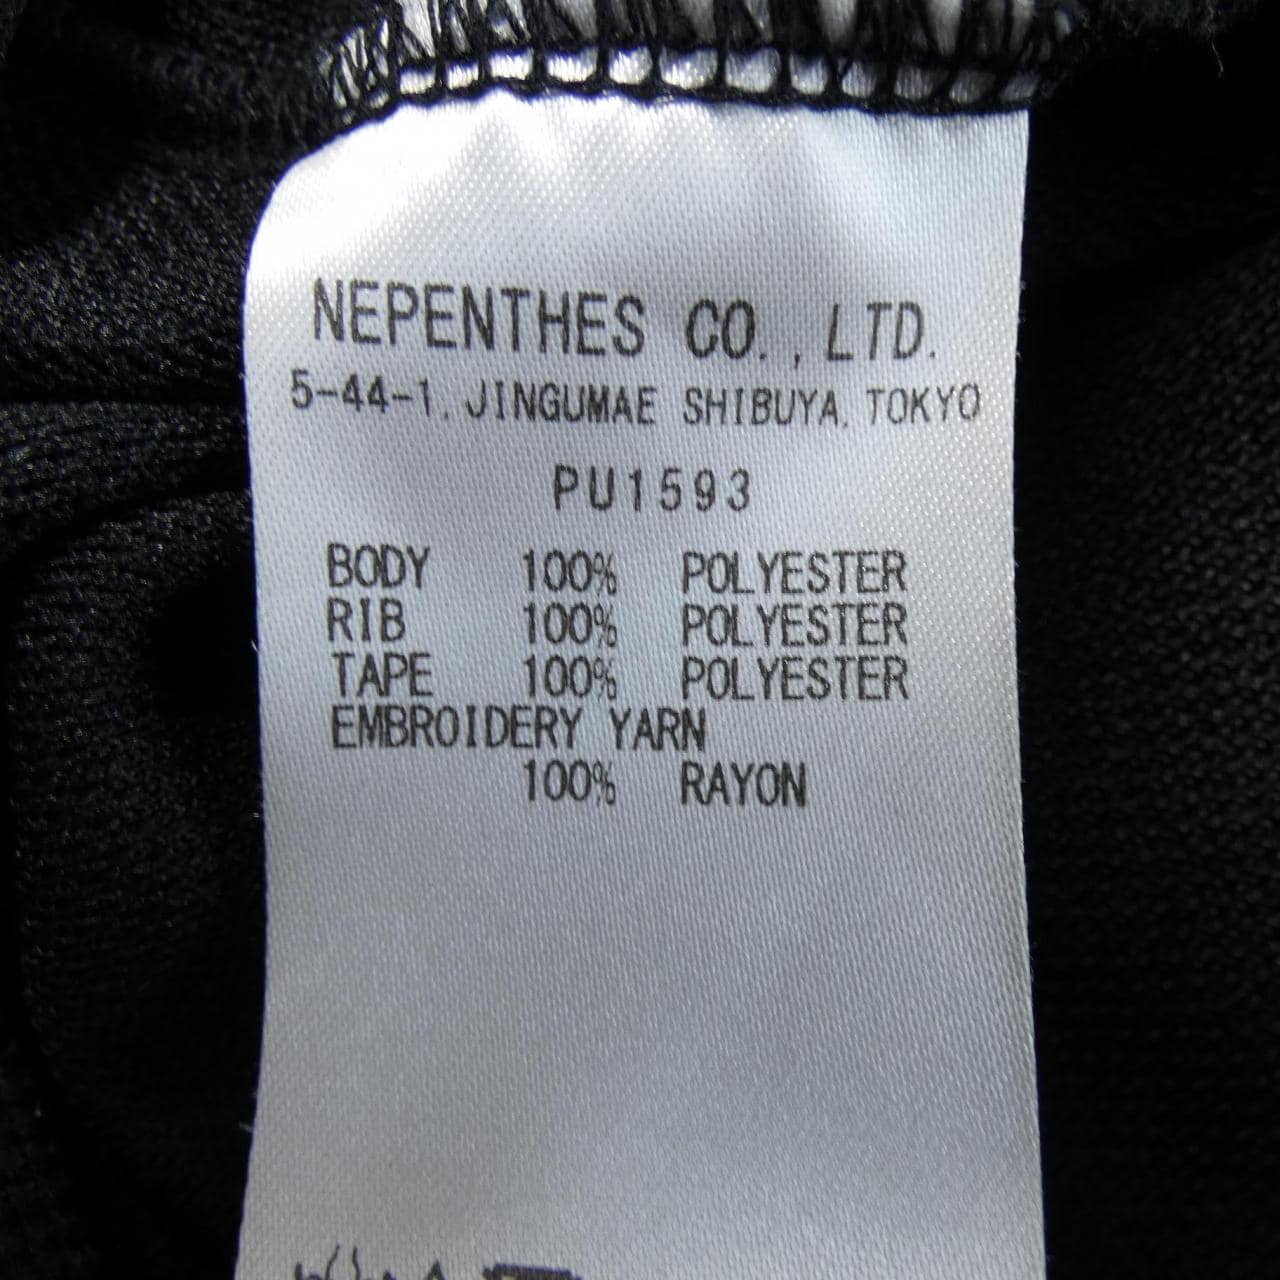 NEPENTHES CO., LTD.
5-44-1, JINGUMAE SHIBUYA, TOKYO
PU1593
BODY 100% POLYESTER
RIB 100% POLYESTER
TAPE 100% POLYESTER
EMBROIDERY YARN
100% RAYON